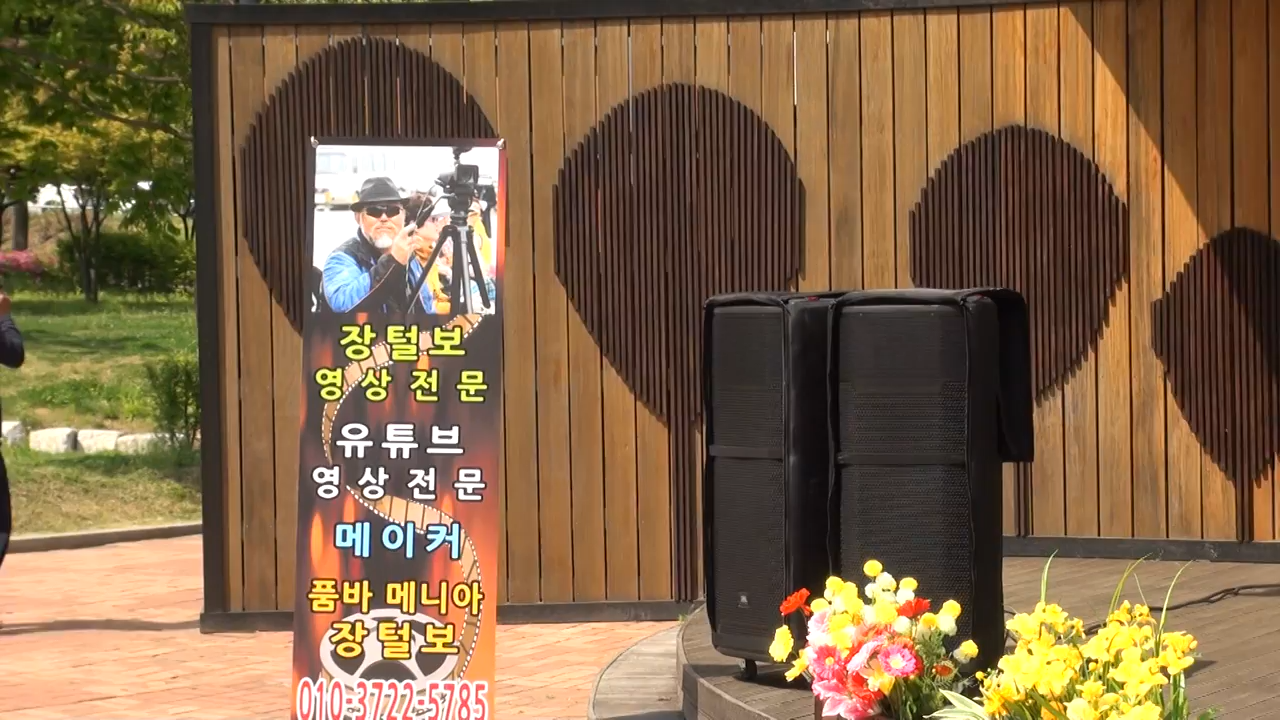 장털보
영상전문
유튜브
영상전문
메이커
품바 메니아
장털보
010-3722-5785